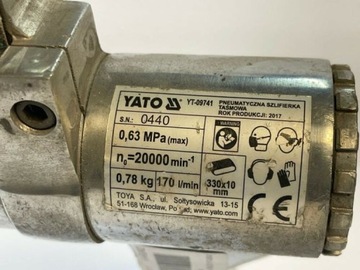 YATO YT-09741 PNEUMATYCZNA SZLIFIERKA
TAŚMOWA
ROK PRODUKCJI: 2017
S.N.: 0440
0,63 MPa (max)
n₀=20000 min⁻¹
0,78 kg 170 l/min 330x10
mm
TOYA S.A., ul. Sołtysowicka 13-15
51-168 Wrocław, www.yato.com
CE